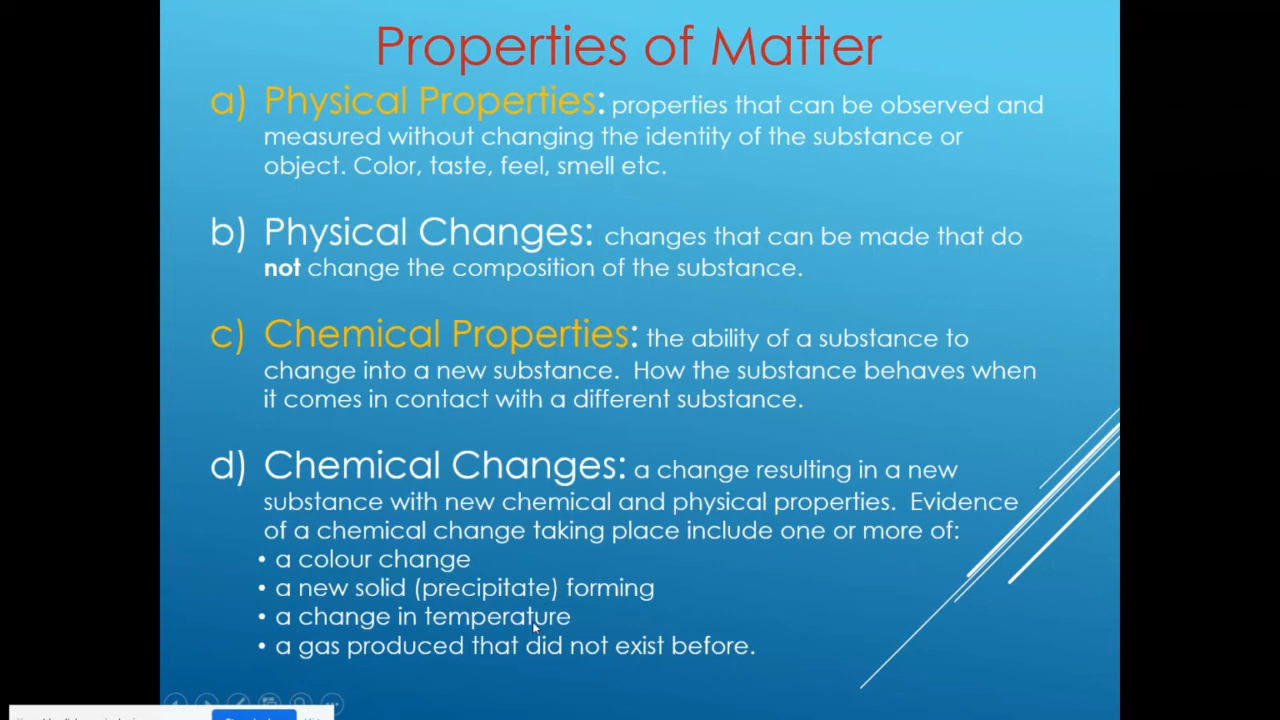 Properties of Matter
a) Physical Properties: properties that can be observed and
measured without changing the identity of the substance or
object. Color, taste, feel, smell etc.
b) Physical Changes: changes that can be made that do
not change the composition of the substance.
c) Chemical Properties: the ability of a substance to
change into a new substance. How the substance behaves when
it comes in contact with a different substance.
d) Chemical Changes: a change resulting in a new
substance with new chemical and physical properties. Evidence
of a chemical change taking place include one or more of:
• a colour change
• a new solid (precipitate) forming
• a change in temperature
• a gas produced that did not exist before.